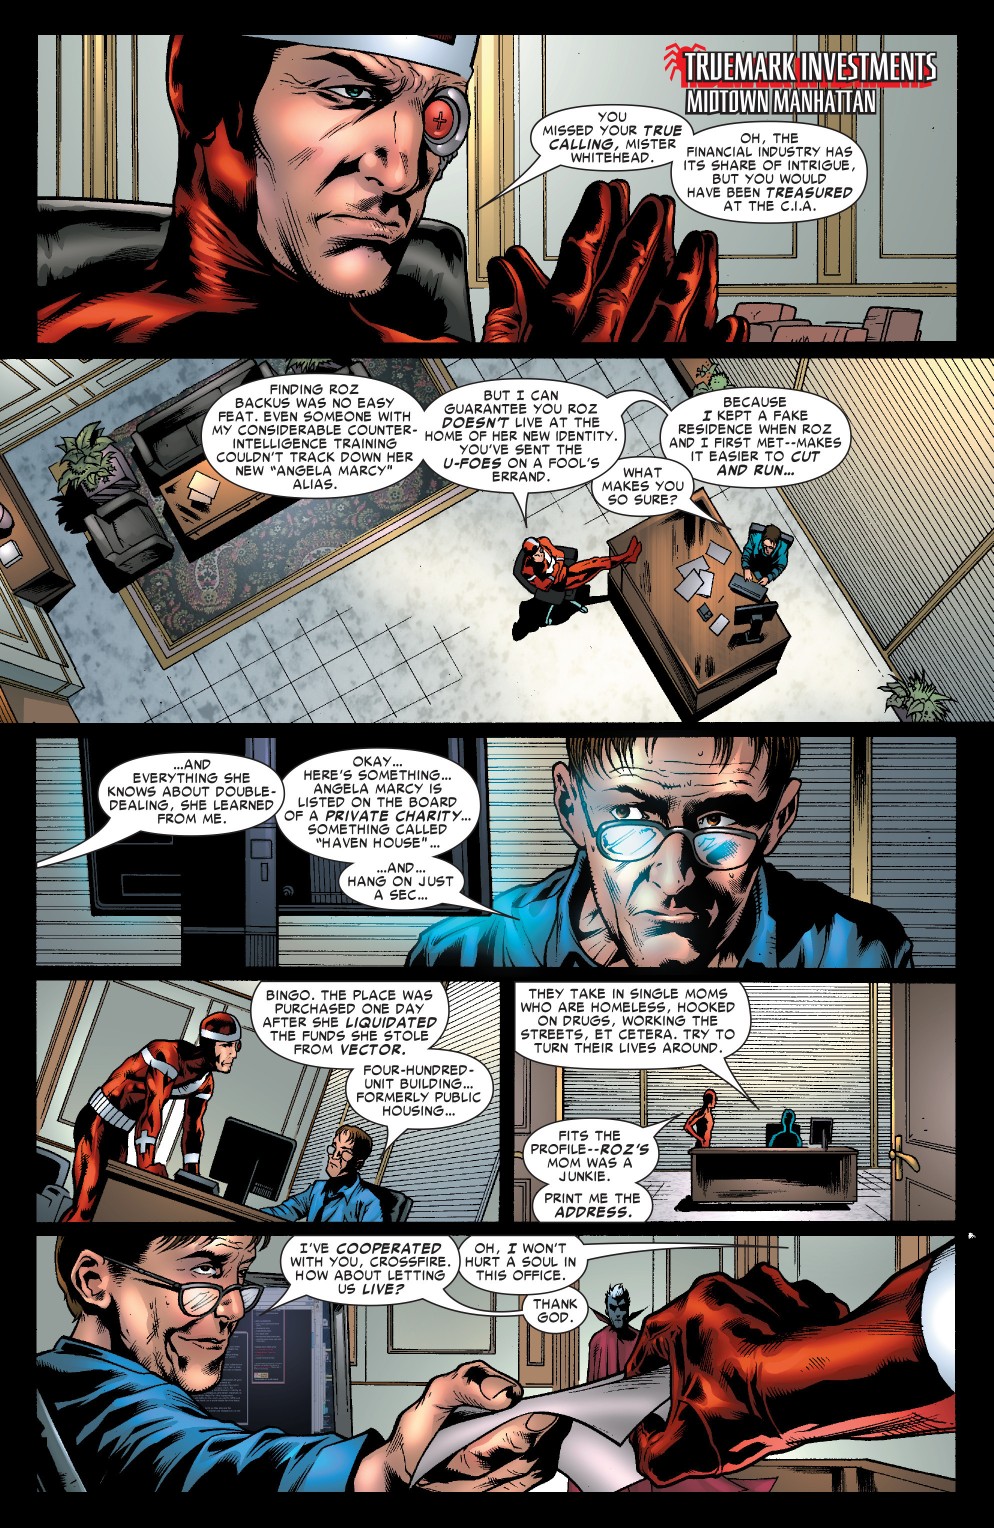 TRUEMARK INVESTMENTS
MIDTOWN MANHATTAN
YOU
MISSED YOUR TRUE
CALLING, MISTER
WHITEHEAD.
OH, THE
FINANCIAL INDUSTRY HAS
ITS SHARE OF INTRIGUE,
BUT YOU WOULD
HAVE BEEN TREASURED
AT THE C.I.A.
FINDING ROZ
BACKUS WAS NO EASY
FEAT. EVEN SOMEONE WITH
MY CONSIDERABLE COUNTER-
INTELLIGENCE TRAINING
COULDN'T TRACK DOWN HER
NEW "ANGELA MARCY"
ALIAS.
BUT I CAN
GUARANTEE YOU ROZ
DOESN'T LIVE AT THE
HOME OF HER NEW IDENTITY.
YOU'VE SENT THE
U-FOES ON A FOOL'S
ERRAND.
WHAT
MAKES YOU
SO SURE?
BECAUSE
I KEPT A FAKE
RESIDENCE WHEN ROZ
AND I FIRST MET--MAKES
IT EASIER TO CUT
AND RUN...
...AND
EVERYTHING SHE
KNOWS ABOUT DOUBLE-
DEALING, SHE LEARNED
FROM ME.
OKAY...
HERE'S SOMETHING...
ANGELA MARCY IS
LISTED ON THE BOARD
OF A PRIVATE CHARITY...
SOMETHING CALLED
"HAVEN HOUSE"...
...AND...
HANG ON JUST
A SEC...
BINGO. THE PLACE WAS
PURCHASED ONE DAY
AFTER SHE LIQUIDATED
THE FUNDS SHE STOLE
FROM VECTOR.
FOUR-HUNDRED-
UNIT BUILDING...
FORMERLY PUBLIC
HOUSING...
THEY TAKE IN SINGLE MOMS
WHO ARE HOMELESS, HOOKED
ON DRUGS, WORKING THE
STREETS, ET CETERA. TRY TO
TURN THEIR LIVES AROUND.
FITS THE
PROFILE--ROZ'S
MOM WAS A
JUNKIE.
PRINT ME THE
ADDRESS.
I'VE COOPERATED
WITH YOU, CROSSFIRE.
HOW ABOUT LETTING
US LIVE?
OH, I WON'T
HURT A SOUL IN
THIS OFFICE.
THANK
GOD.